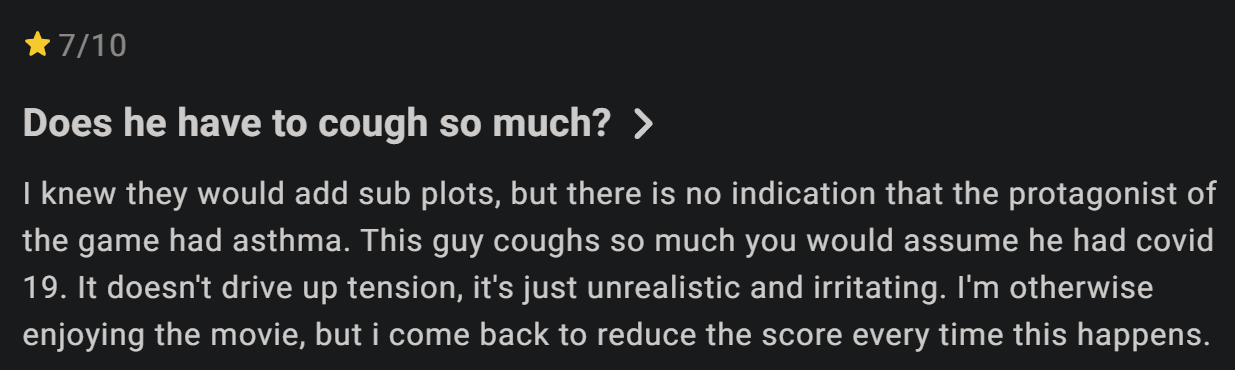 7/10
Does he have to cough so much?
I knew they would add sub plots, but there is no indication that the protagonist of
the game had asthma. This guy coughs so much you would assume he had covid
19. It doesn't drive up tension, it's just unrealistic and irritating. I'm otherwise
enjoying the movie, but i come back to reduce the score every time this happens.